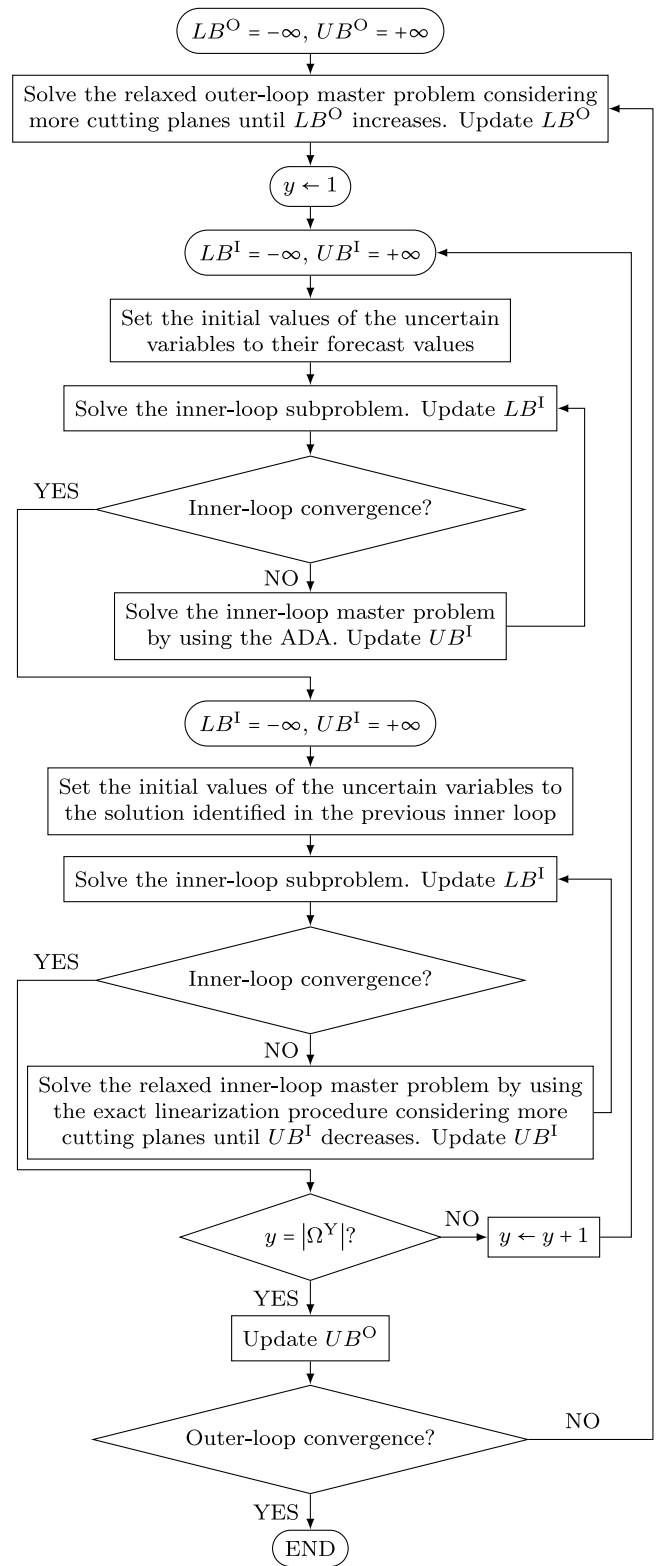 LB^O = −∞, UB^O = +∞
Solve the relaxed outer-loop master problem considering
more cutting planes until LB^O increases. Update LB^O
y ← 1
LB^I = −∞, UB^I = +∞
Set the initial values of the uncertain
variables to their forecast values
Solve the inner-loop subproblem. Update LB^I
YES
Inner-loop convergence?
NO
Solve the inner-loop master problem
by using the ADA. Update UB^I
LB^I = −∞, UB^I = +∞
Set the initial values of the uncertain variables to
the solution identified in the previous inner loop
Solve the inner-loop subproblem. Update LB^I
YES
Inner-loop convergence?
NO
Solve the relaxed inner-loop master problem by using
the exact linearization procedure considering more
cutting planes until UB^I decreases. Update UB^I
y = |Ω^Y|?
NO
y ← y + 1
YES
Update UB^O
Outer-loop convergence?
NO
YES
END